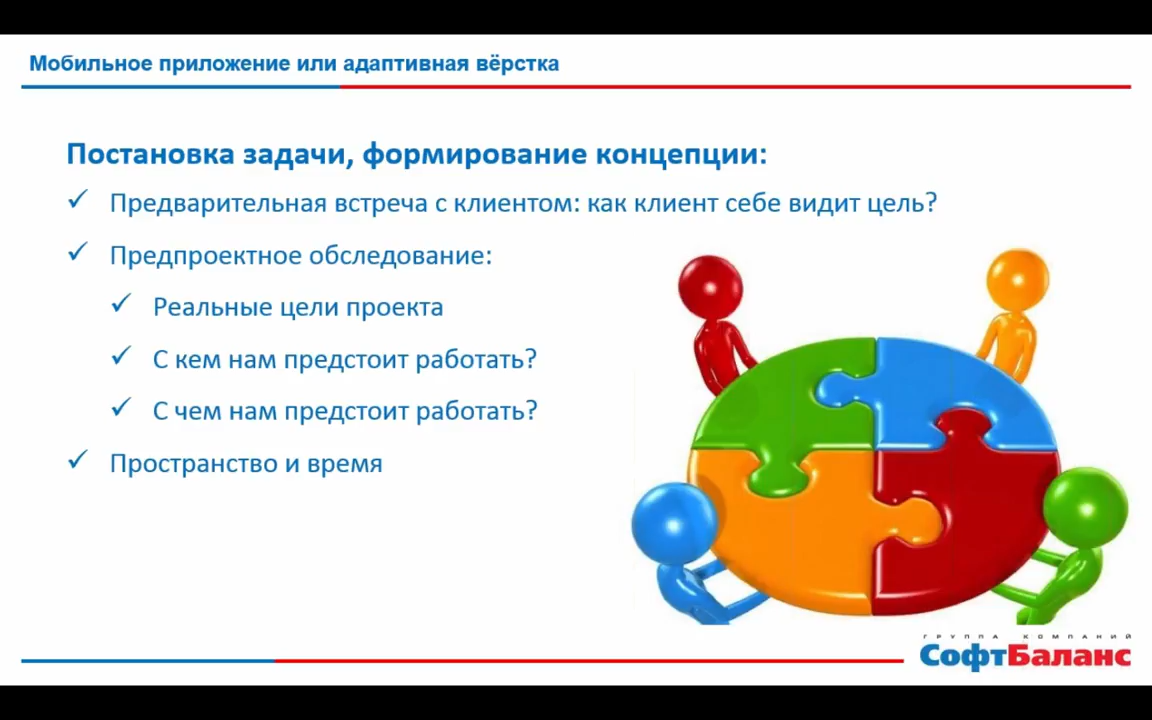 Мобильное приложение или адаптивная вёрстка
Постановка задачи, формирование концепции:
Предварительная встреча с клиентом: как клиент себе видит цель?
Предпроектное обследование:
Реальные цели проекта
С кем нам предстоит работать?
С чем нам предстоит работать?
Пространство и время
ГРУППА КОМПАНИЙ
СофтБаланс